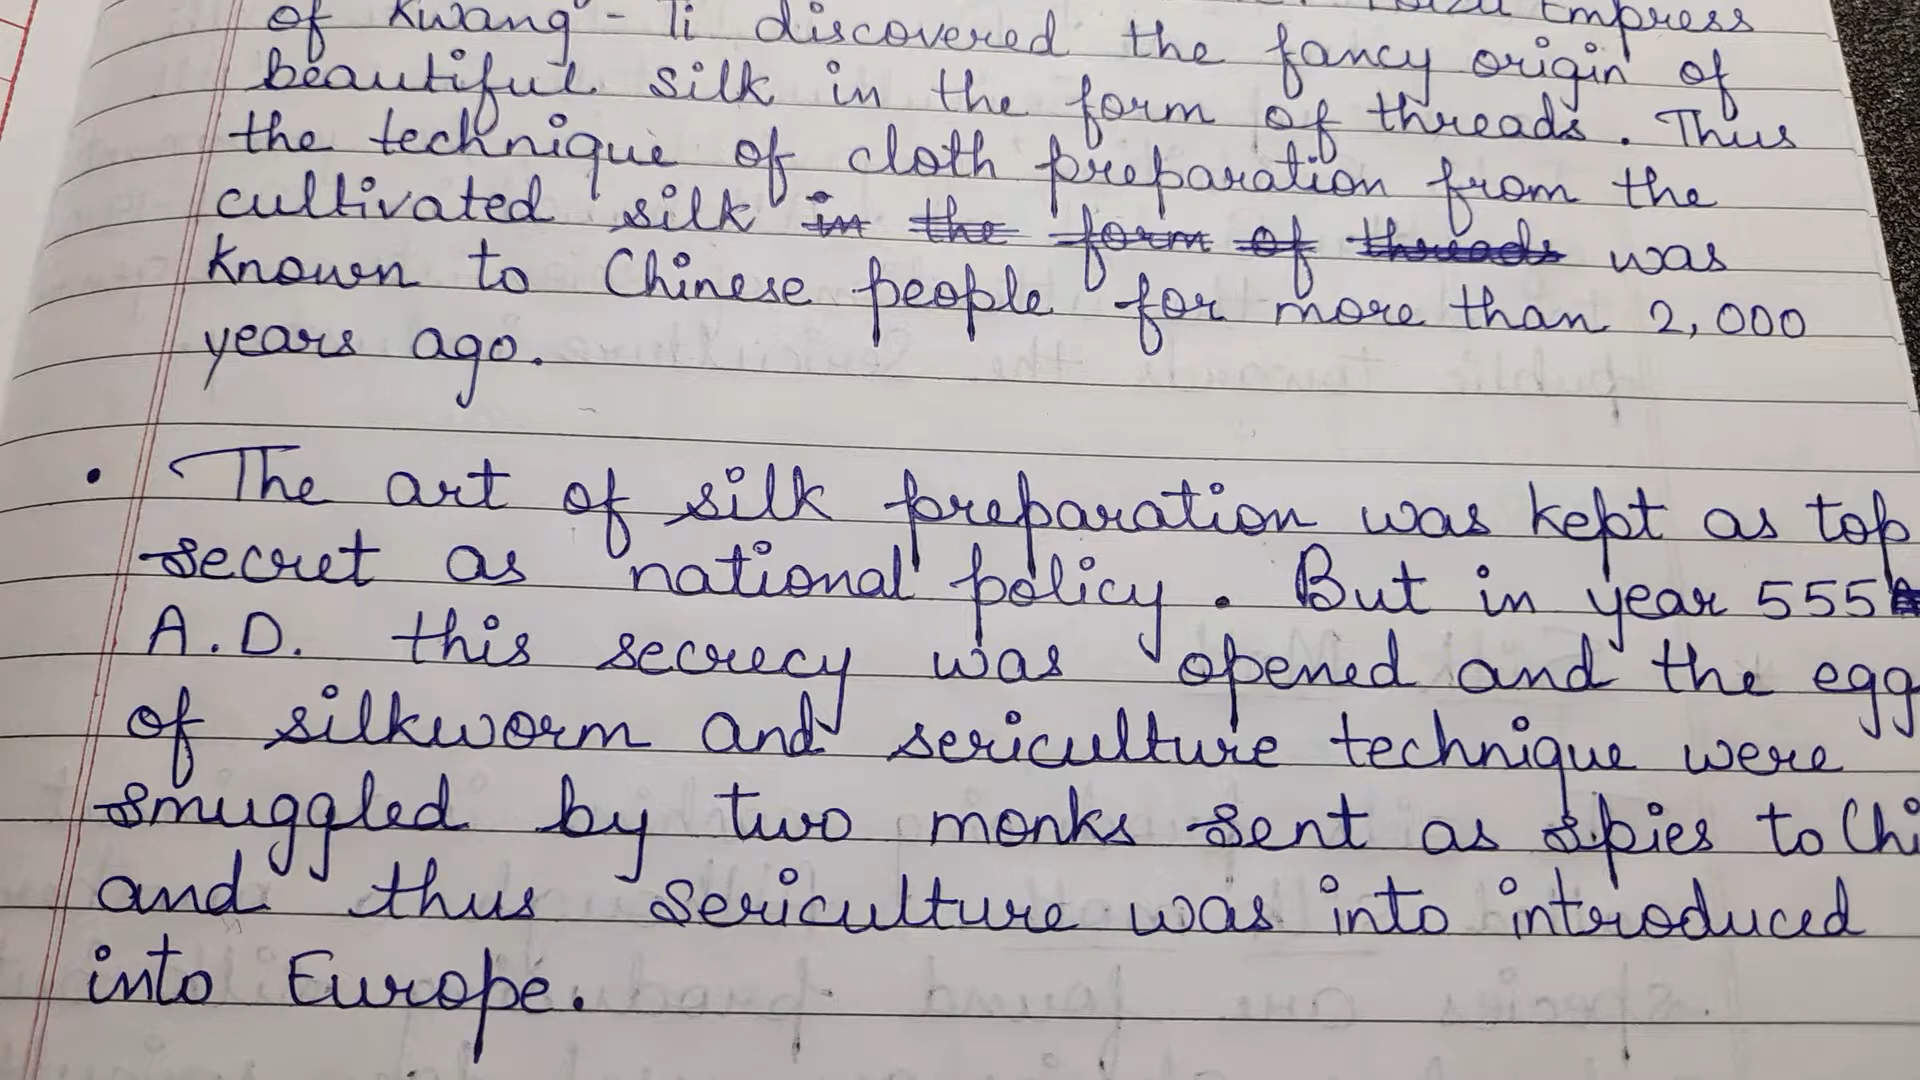 Empress
of Kwang-Ti discovered the fancy origin of
beautiful silk in the form of threads. Thus
the technique of cloth preparation from the
cultivated silk in the form of threads was
known to Chinese people for more than 2,000
years ago.
• The art of silk preparation was kept as top
secret as national policy. But in year 555
A.D. this secrecy was opened and the egg
of silkworm and sericulture technique were
smuggled by two monks sent as spies to Chi
and thus sericulture was into introduced
into Europe.